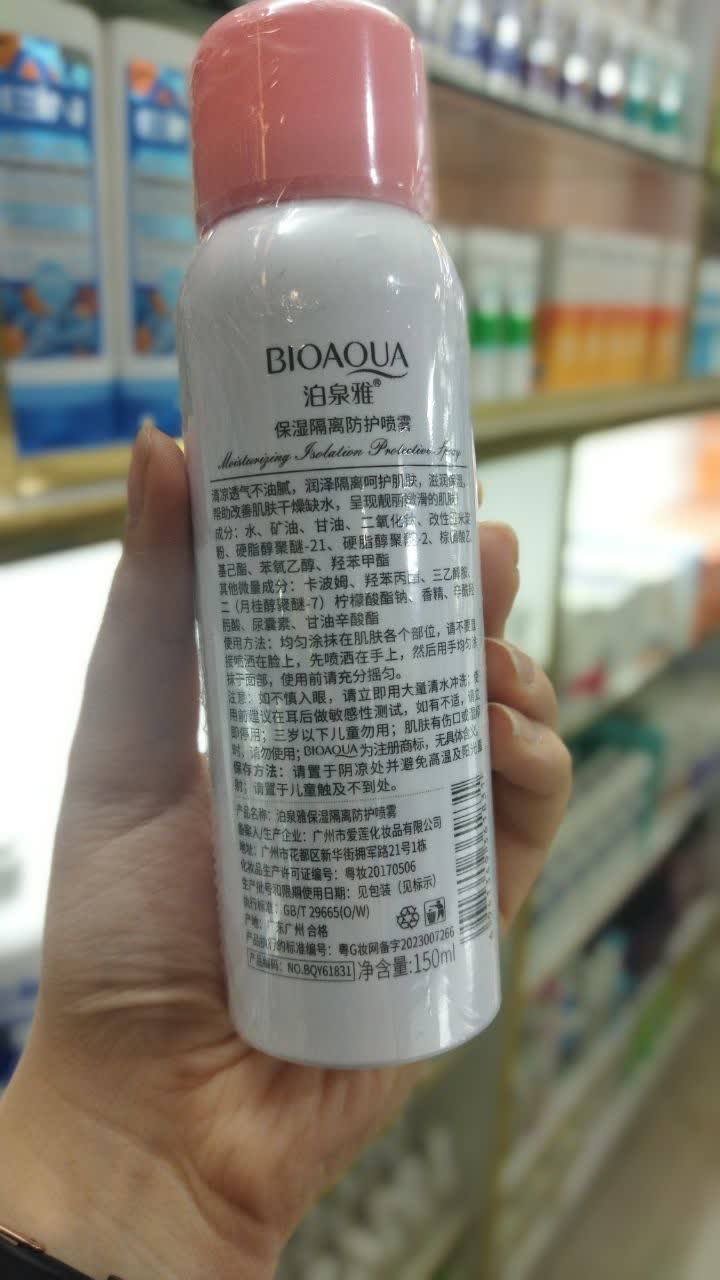 BIOAQUA
泊泉雅®
保湿隔离防护喷雾
Moisturizing Isolation Protective Spray
清凉透气不油腻，润泽隔离呵护肌肤，滋润保湿，
帮助改善肌肤干燥缺水，呈现靓丽嫩滑的肌肤！
成分：水、矿油、甘油、二氧化钛、改性玉米淀
粉、硬脂醇聚醚-21、硬脂醇聚醚-2、棕榈酸乙
基己酯、苯氧乙醇、羟苯甲酯
其他微量成分：卡波姆、羟苯丙酯、三乙醇胺、
二（月桂醇聚醚-7）柠檬酸酯钠、香精、辛酰羟
肟酸、尿囊素、甘油辛酸酯
使用方法：均匀涂抹在肌肤各个部位，请不要直
接喷洒在脸上，先喷洒在手上，然后用手均匀涂
抹于面部，使用前请充分摇匀。
注意：如不慎入眼，请立即用大量清水冲洗；使
用前建议在耳后做敏感性测试，如有不适，请立
即停用；三岁以下儿童勿用；肌肤有伤口或湿疹
时，请勿使用；BIOAQUA为注册商标，无具体含义。
保存方法：请置于阴凉处并避免高温及阳光直
射；请置于儿童触及不到处。
产品名称：泊泉雅保湿隔离防护喷雾
备案人/生产企业：广州市爱莲化妆品有限公司
地址：广州市花都区新华街拥军路21号1栋
化妆品生产许可证编号：粤妆20170506
生产批号和限期使用日期：见包装（见标示）
执行标准：GB/T 29665(O/W)
产地：广东广州 合格
产品执行的标准编号：粤G妆网备字2023007266
产品编码：NO.BQY61831 净含量:150ml